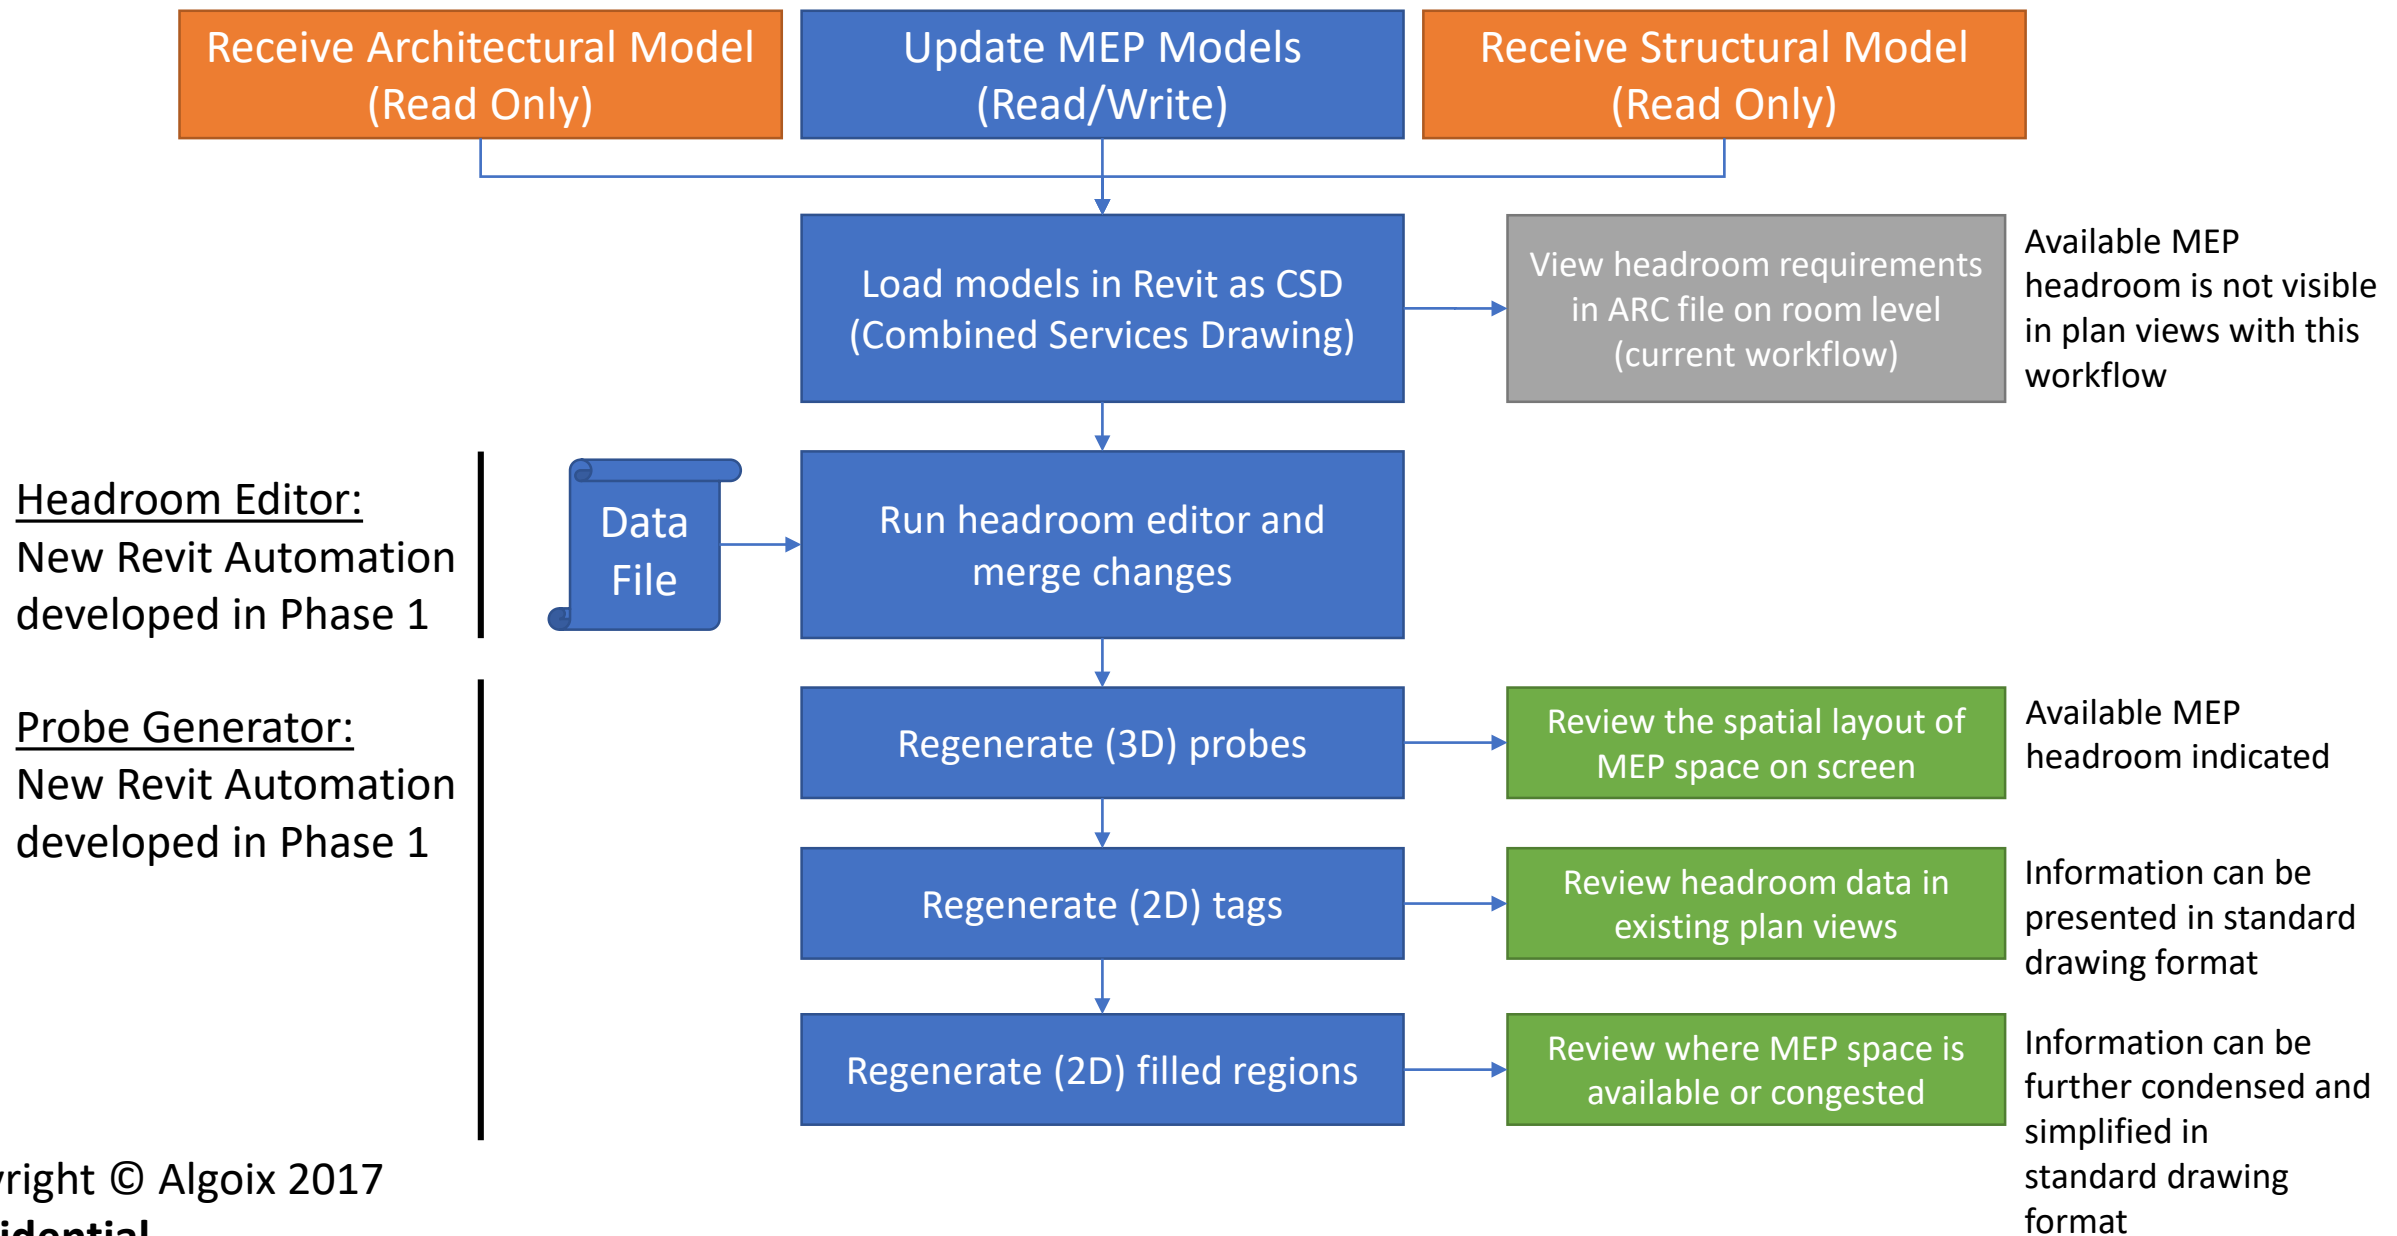 Receive Architectural Model
(Read Only)
Update MEP Models
(Read/Write)
Receive Structural Model
(Read Only)
Load models in Revit as CSD
(Combined Services Drawing)
View headroom requirements
in ARC file on room level
(current workflow)
Available MEP
headroom is not visible
in plan views with this
workflow
Headroom Editor:
New Revit Automation
developed in Phase 1
Data
File
Run headroom editor and
merge changes
Probe Generator:
New Revit Automation
developed in Phase 1
Regenerate (3D) probes
Review the spatial layout of
MEP space on screen
Available MEP
headroom indicated
Regenerate (2D) tags
Review headroom data in
existing plan views
Information can be
presented in standard
drawing format
Regenerate (2D) filled regions
Review where MEP space is
available or congested
Information can be
further condensed and
simplified in
standard drawing
format
© Algoix 2017